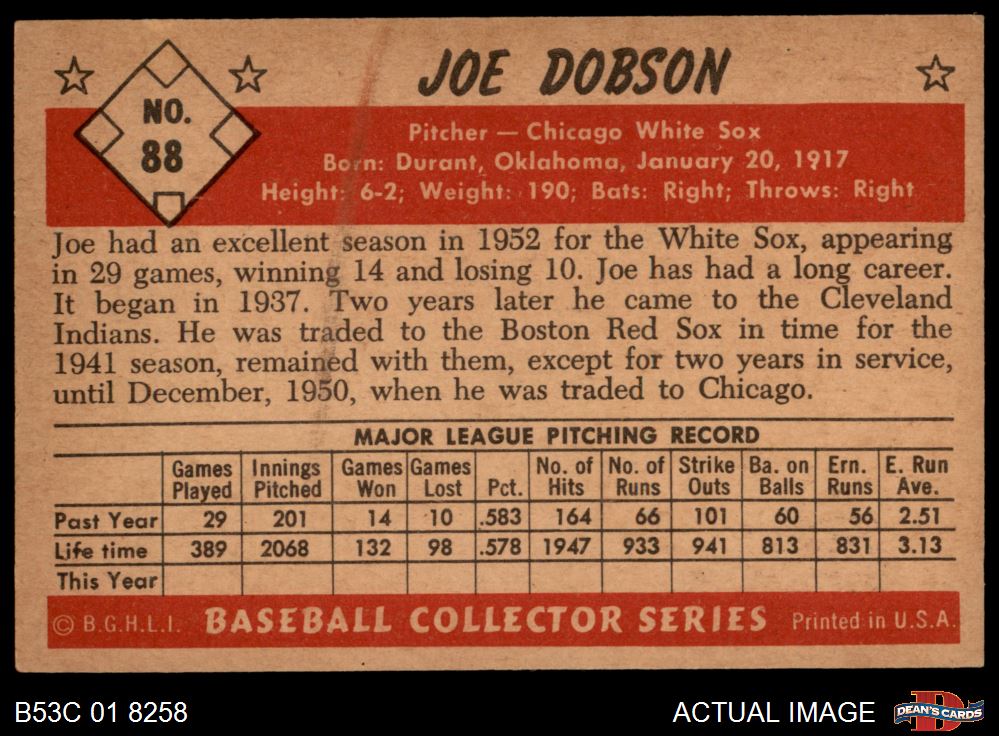 JOE DOBSON
NO.
88
Pitcher — Chicago White Sox
Born: Durant, Oklahoma, January 20, 1917
Height: 6-2; Weight: 190; Bats: Right; Throws: Right
Joe had an excellent season in 1952 for the White Sox, appearing
in 29 games, winning 14 and losing 10. Joe has had a long career.
It began in 1937. Two years later he came to the Cleveland
Indians. He was traded to the Boston Red Sox in time for the
1941 season, remained with them, except for two years in service,
until December, 1950, when he was traded to Chicago.
MAJOR LEAGUE PITCHING RECORD
Games Innings Games Games No. of No. of Strike Ba. on Ern. E. Run
Played Pitched Won Lost Pct. Hits Runs Outs Balls Runs Ave.
Past Year 29 201 14 10 .583 164 66 101 60 56 2.51
Life time 389 2068 132 98 .578 1947 933 941 813 831 3.13
This Year
© B.G.H.L.I. BASEBALL COLLECTOR SERIES Printed in U.S.A.
B53C 01 8258 ACTUAL IMAGE DEAN'S CARDS